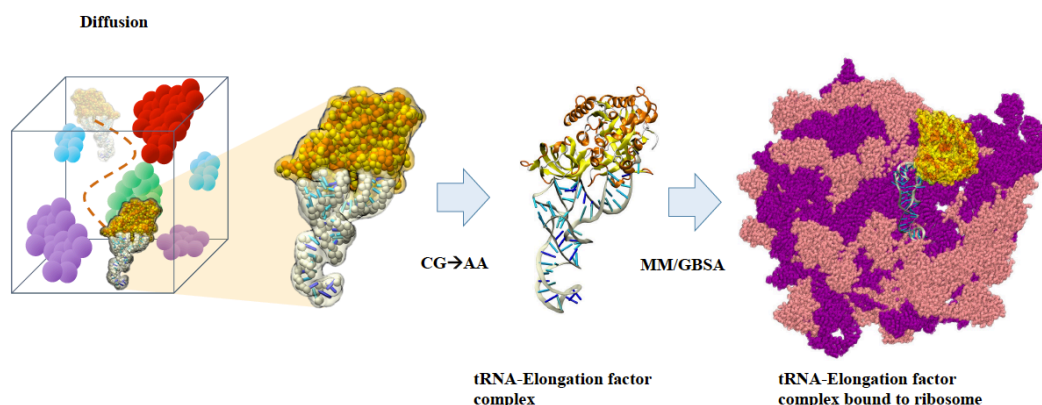 Diffusion
CG→AA
MM/GBSA
tRNA-Elongation factor
complex
tRNA-Elongation factor
complex bound to ribosome